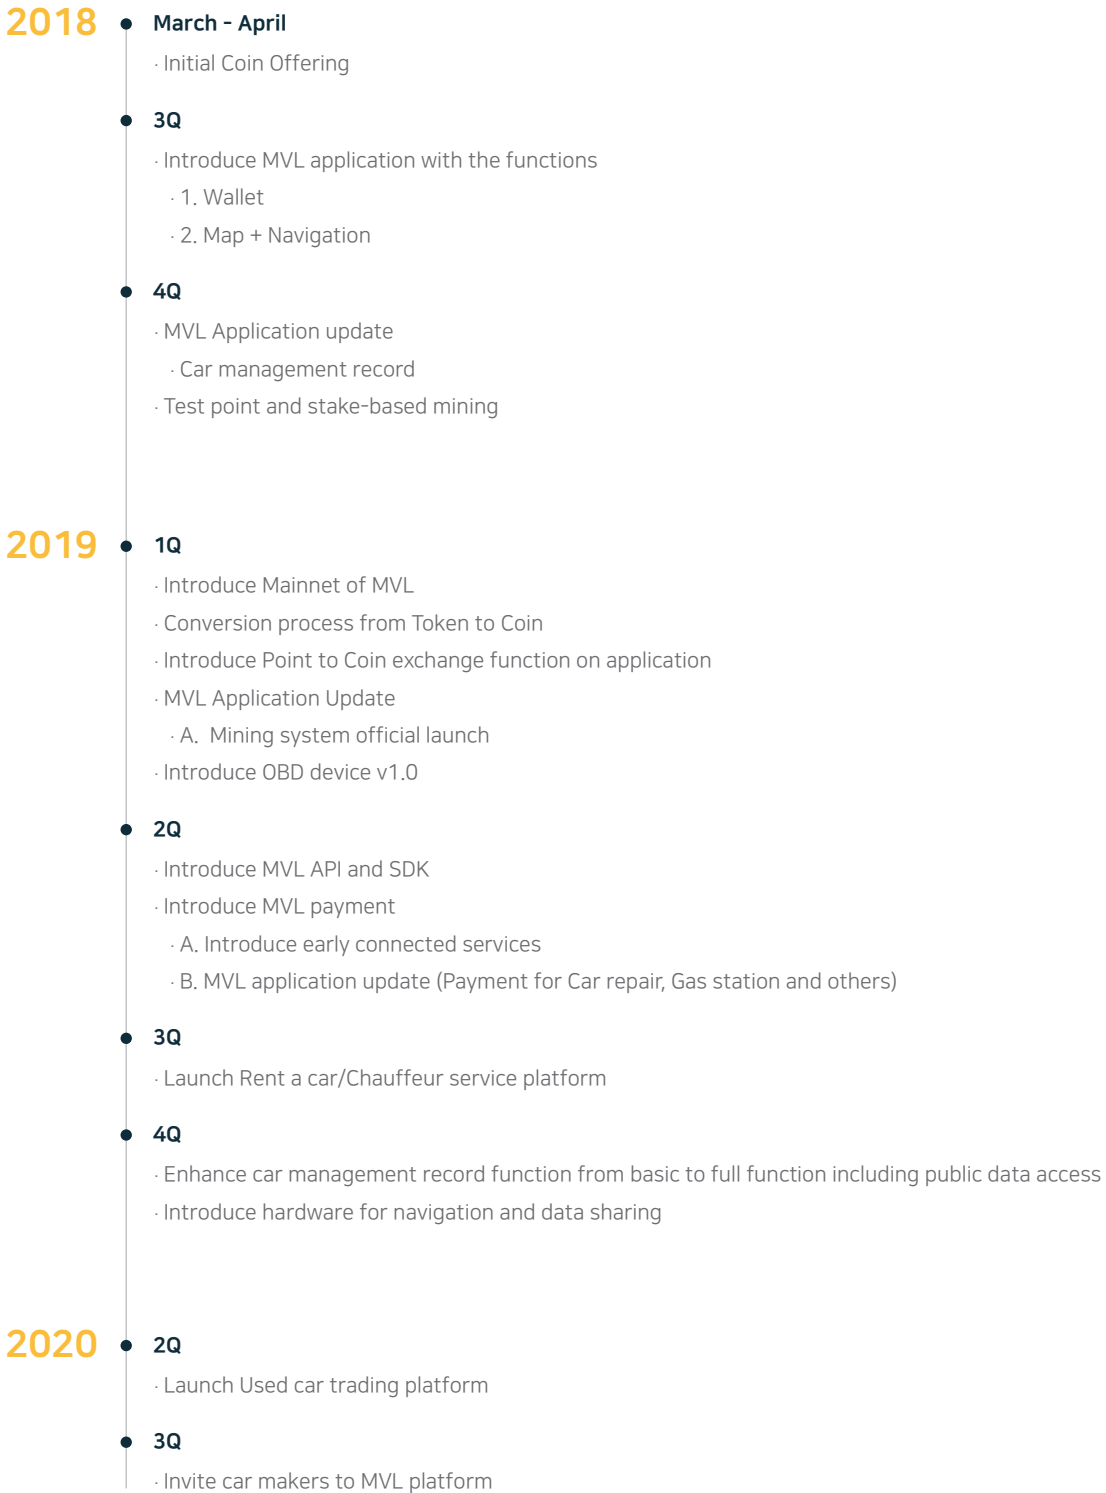 2018
March - April
· Initial Coin Offering
3Q
· Introduce MVL application with the functions
· 1. Wallet
· 2. Map + Navigation
4Q
· MVL Application update
· Car management record
· Test point and stake-based mining
2019
1Q
· Introduce Mainnet of MVL
· Conversion process from Token to Coin
· Introduce Point to Coin exchange function on application
· MVL Application Update
· A. Mining system official launch
· Introduce OBD device v1.0
2Q
· Introduce MVL API and SDK
· Introduce MVL payment
· A. Introduce early connected services
· B. MVL application update (Payment for Car repair, Gas station and others)
3Q
· Launch Rent a car/Chauffeur service platform
4Q
· Enhance car management record function from basic to full function including public data access
· Introduce hardware for navigation and data sharing
2020
2Q
· Launch Used car trading platform
3Q
· Invite car makers to MVL platform